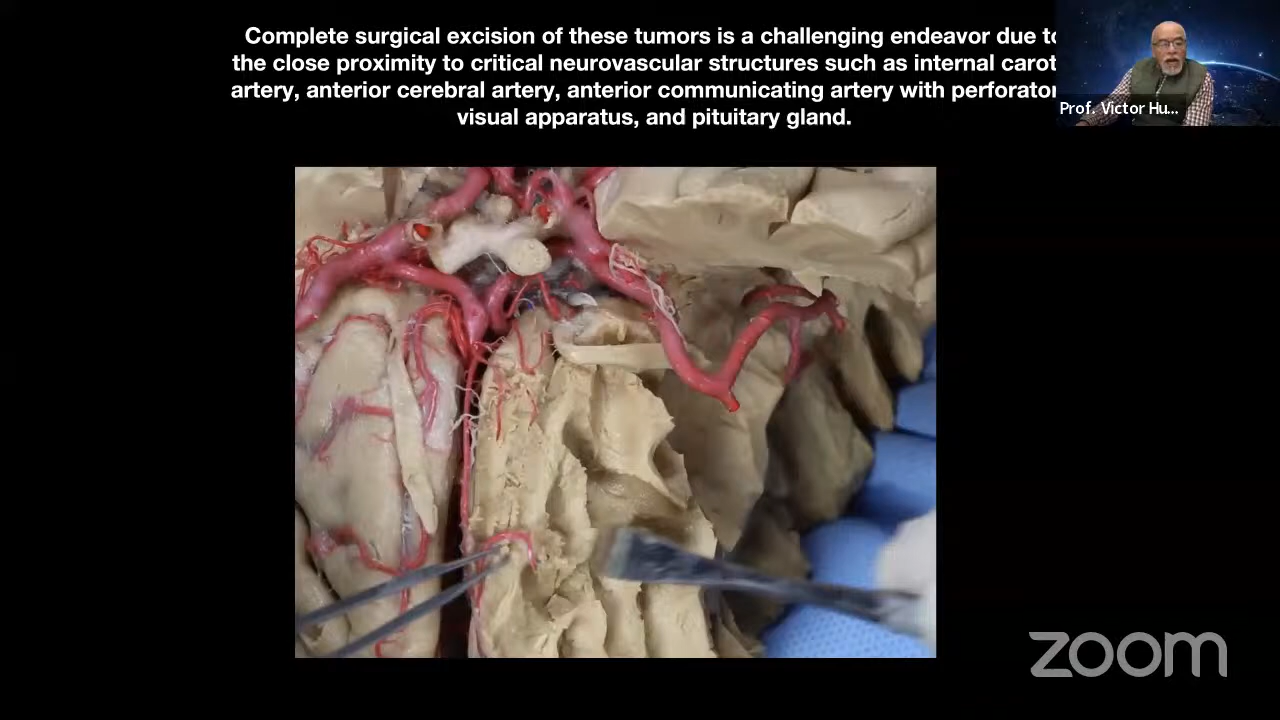 Complete surgical excision of these tumors is a challenging endeavor due to
the close proximity to critical neurovascular structures such as internal carot
artery, anterior cerebral artery, anterior communicating artery with perforator
visual apparatus, and pituitary gland.
Prof. Victor Hu...
zoom